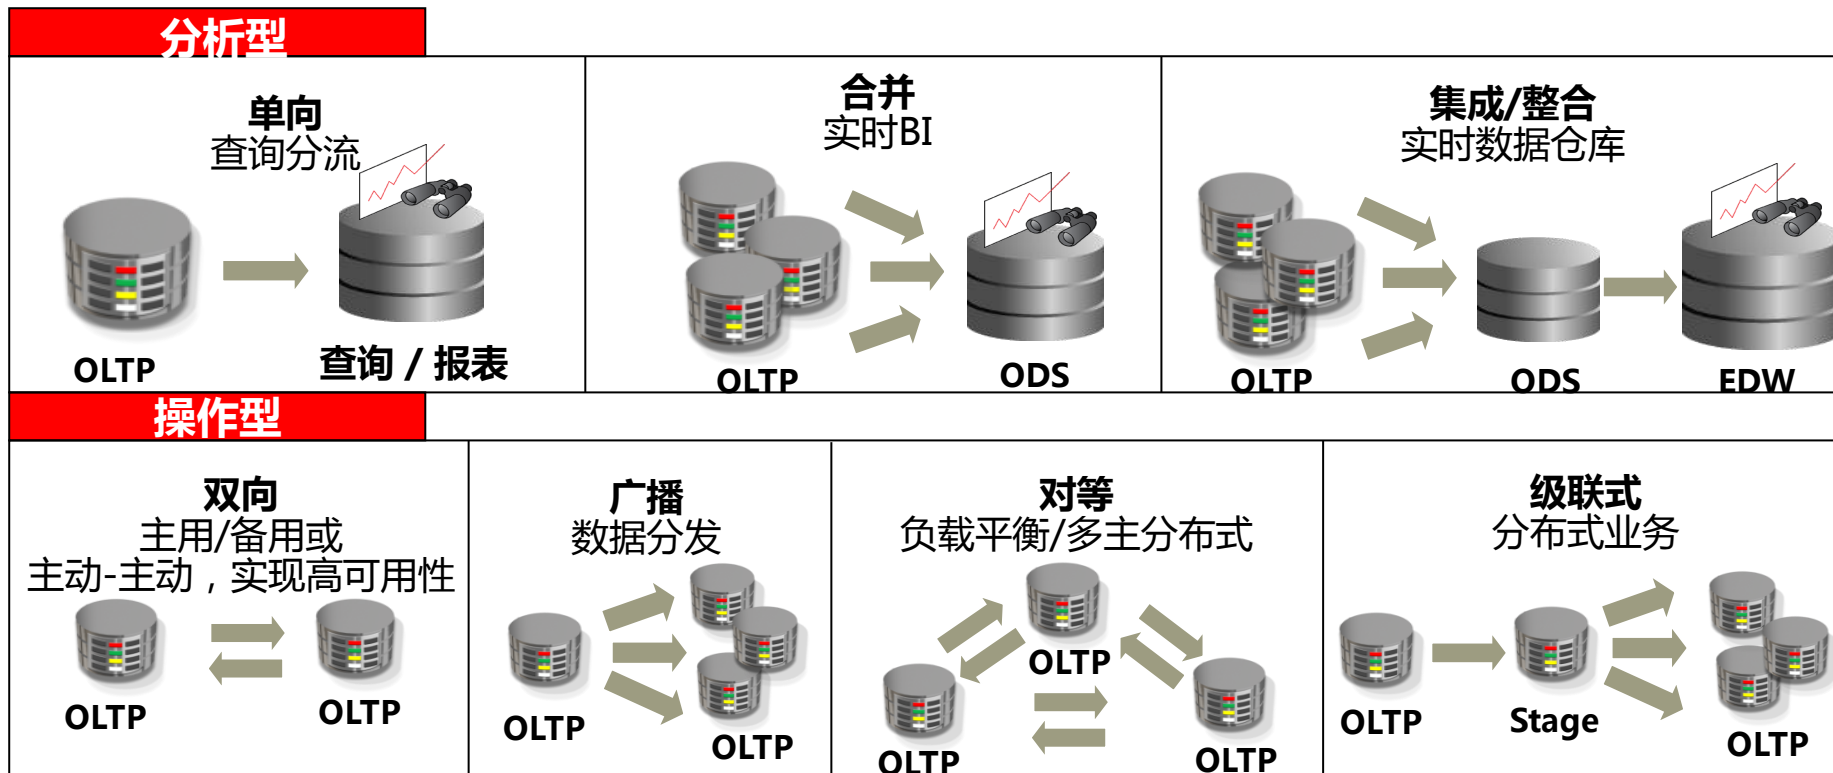 分析型
单向
查询分流
OLTP
查询 / 报表
合并
实时BI
OLTP
ODS
集成/整合
实时数据仓库
OLTP
ODS
EDW
操作型
双向
主用/备用或
主动-主动，实现高可用性
OLTP
OLTP
广播
数据分发
OLTP
OLTP
对等
负载平衡/多主分布式
OLTP
OLTP
OLTP
级联式
分布式业务
OLTP
Stage
OLTP